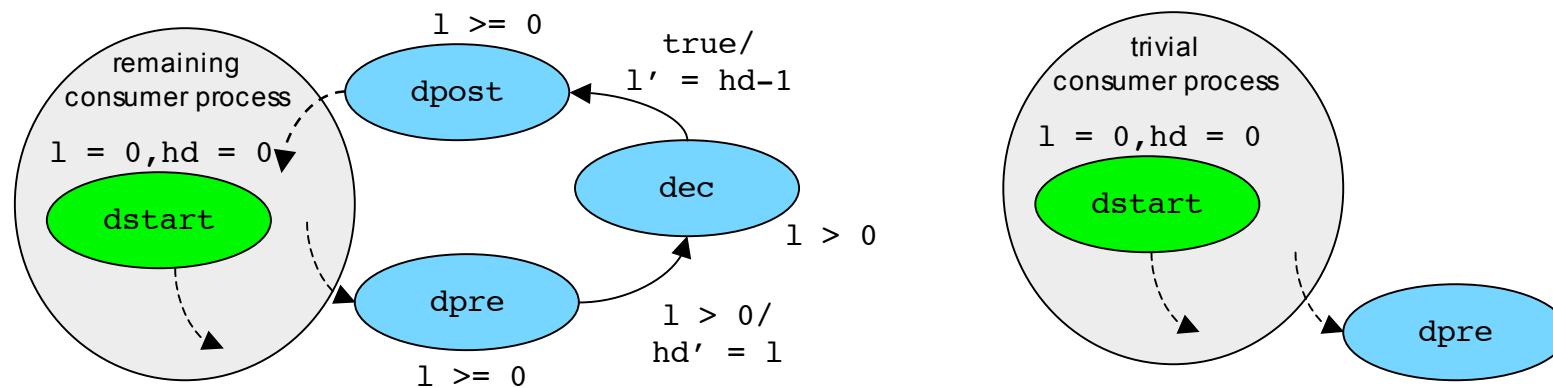 remaining
consumer process
l = 0,hd = 0
dstart
l >= 0
dpost
true/
l' = hd-1
dec
l > 0
dpre
l > 0/
hd' = l
l >= 0
trivial
consumer process
l = 0,hd = 0
dstart
dpre